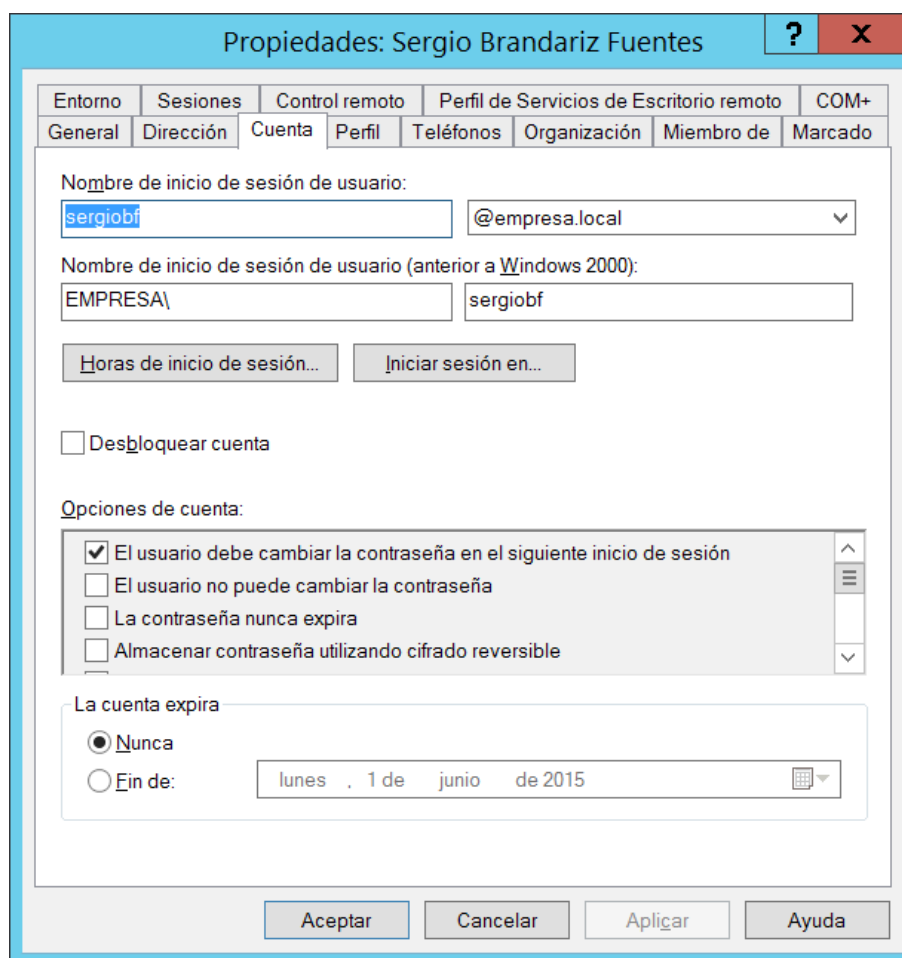 Propiedades: Sergio Brandariz Fuentes ? x
Entorno Sesiones Control remoto Perfil de Servicios de Escritorio remoto COM+
General Dirección Cuenta Perfil Teléfonos Organización Miembro de Marcado
Nombre de inicio de sesión de usuario:
sergiobf @empresa.local
Nombre de inicio de sesión de usuario (anterior a Windows 2000):
EMPRESA\ sergiobf
Horas de inicio de sesión... Iniciar sesión en...
Desbloquear cuenta
Opciones de cuenta:
El usuario debe cambiar la contraseña en el siguiente inicio de sesión
El usuario no puede cambiar la contraseña
La contraseña nunca expira
Almacenar contraseña utilizando cifrado reversible
La cuenta expira
Nunca
Fin de: lunes , 1 de junio de 2015
Aceptar Cancelar Aplicar Ayuda